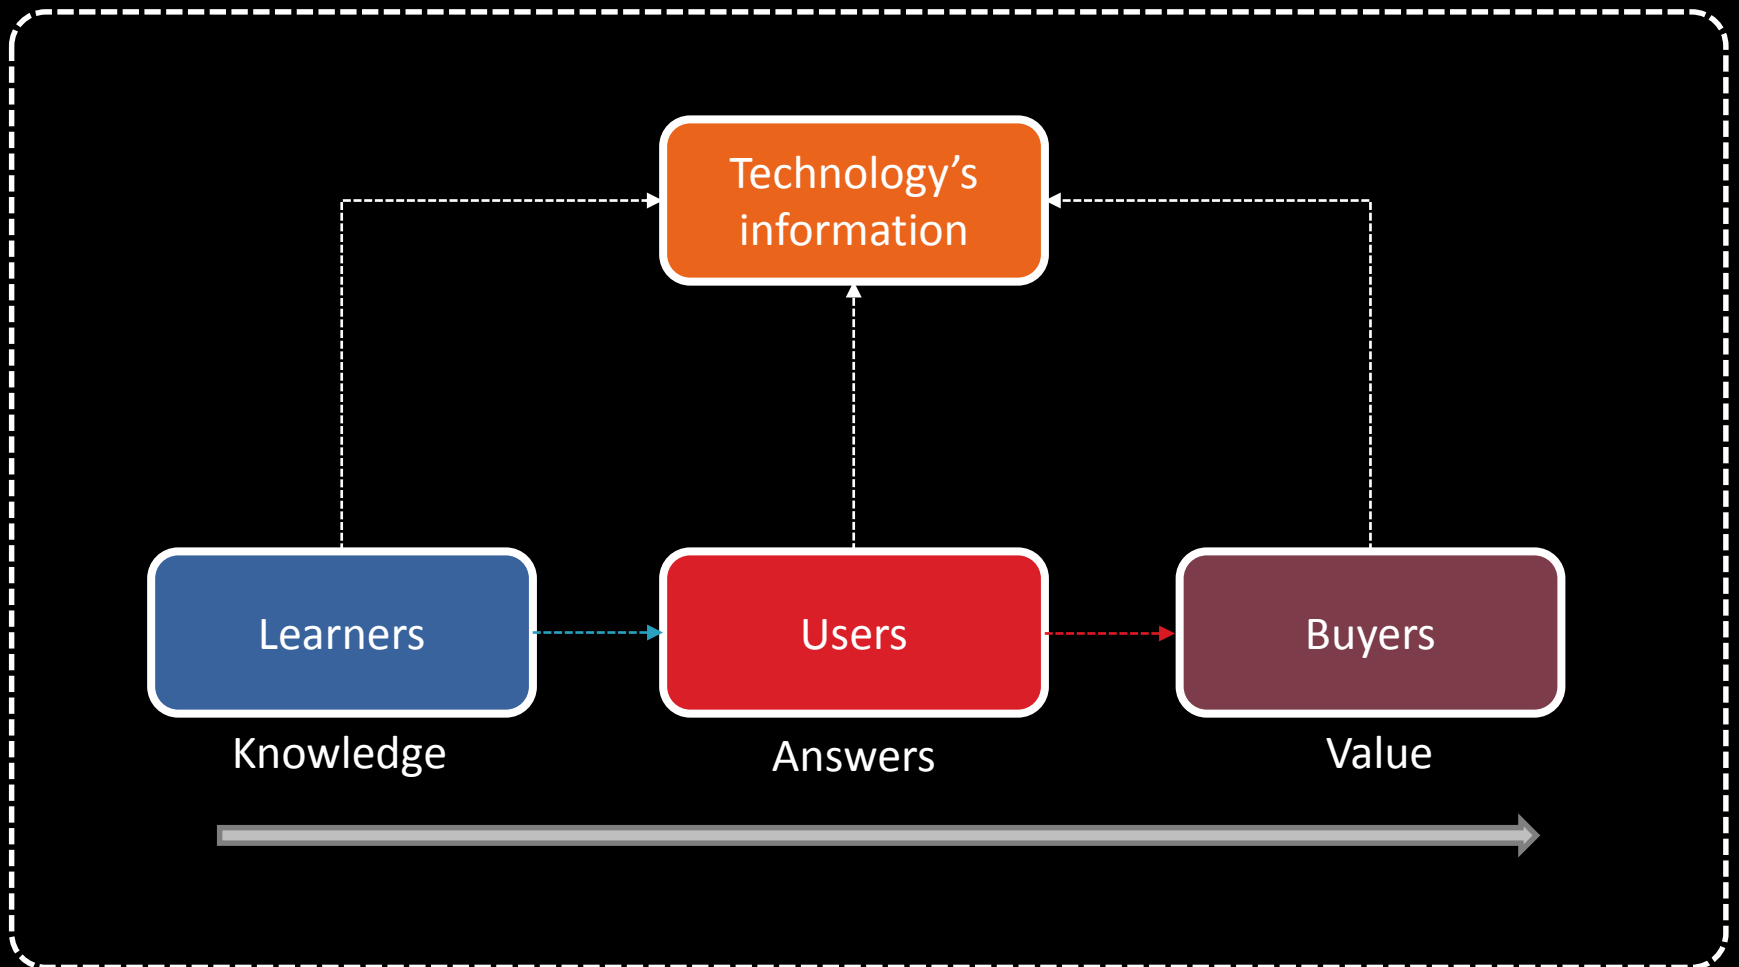 Technology’s
information
Learners
Users
Buyers
Knowledge
Answers
Value